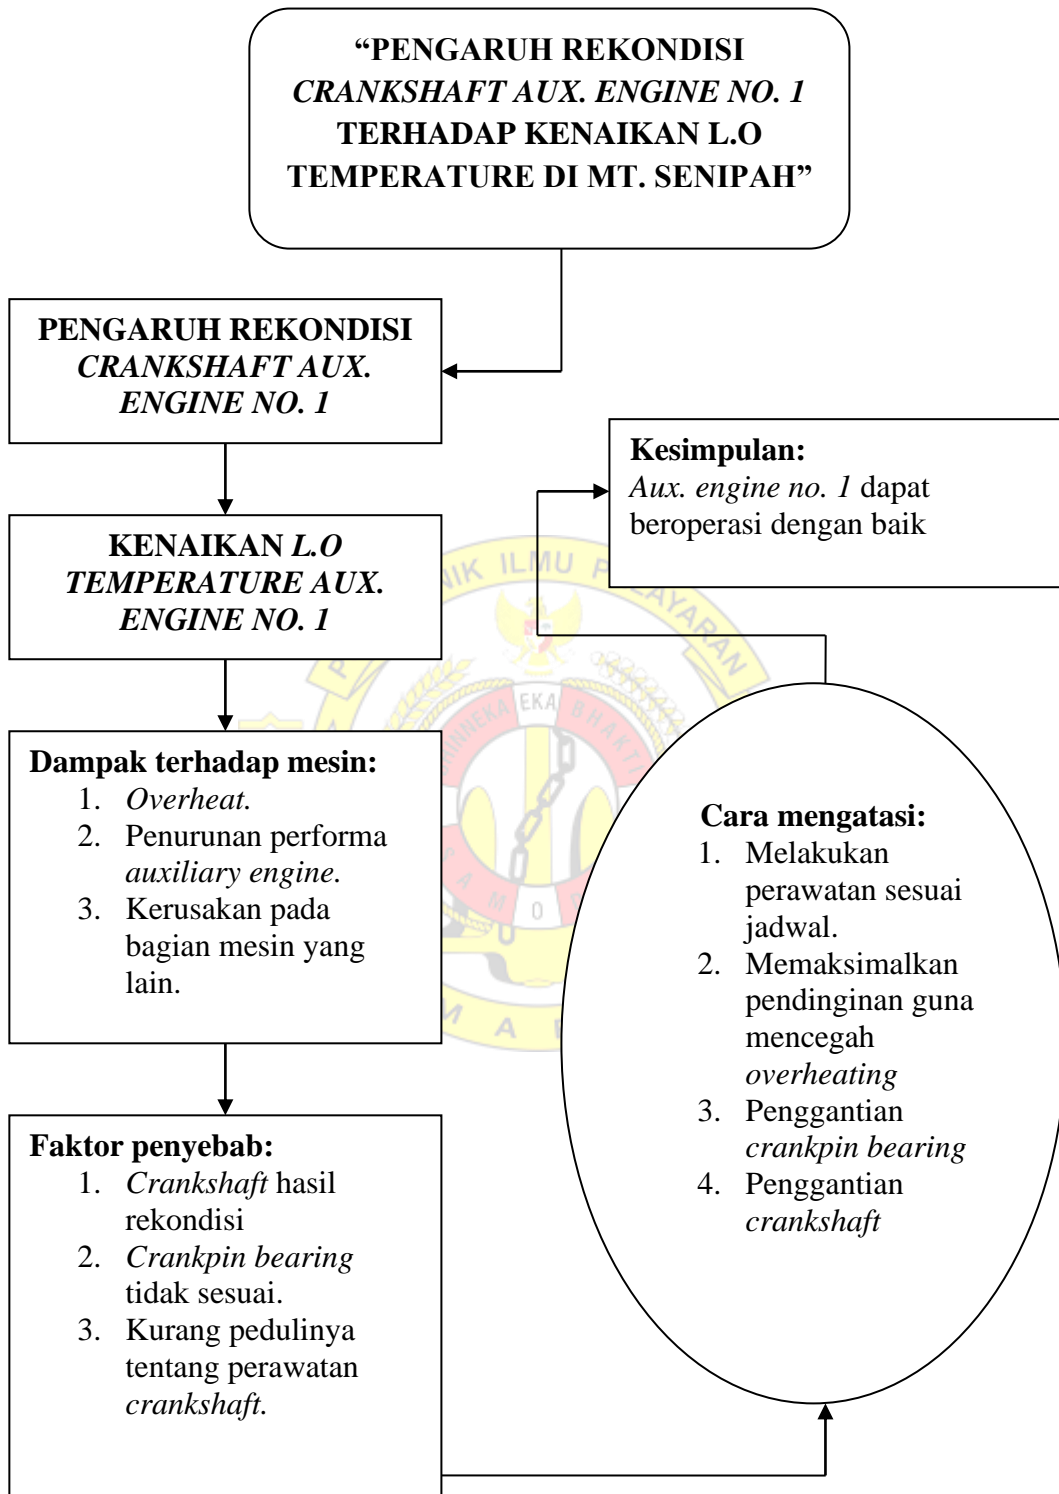 “PENGARUH REKONDISI
CRANKSHAFT AUX. ENGINE NO. 1
TERHADAP KENAIKAN L.O
TEMPERATURE DI MT. SENIPAH”
PENGARUH REKONDISI
CRANKSHAFT AUX.
ENGINE NO. 1
KENAIKAN L.O
TEMPERATURE AUX.
ENGINE NO. 1
Dampak terhadap mesin:
1. Overheat.
2. Penurunan performa
auxiliary engine.
3. Kerusakan pada
bagian mesin yang
lain.
Faktor penyebab:
1. Crankshaft hasil
rekondisi
2. Crankpin bearing
tidak sesuai.
3. Kurang pedulinya
tentang perawatan
crankshaft.
Cara mengatasi:
1. Melakukan
perawatan sesuai
jadwal.
2. Memaksimalkan
pendinginan guna
mencegah
overheating
3. Penggantian
crankpin bearing
4. Penggantian
crankshaft
Kesimpulan:
Aux. engine no. 1 dapat
beroperasi dengan baik
ILMU
EKA
BHAKTI